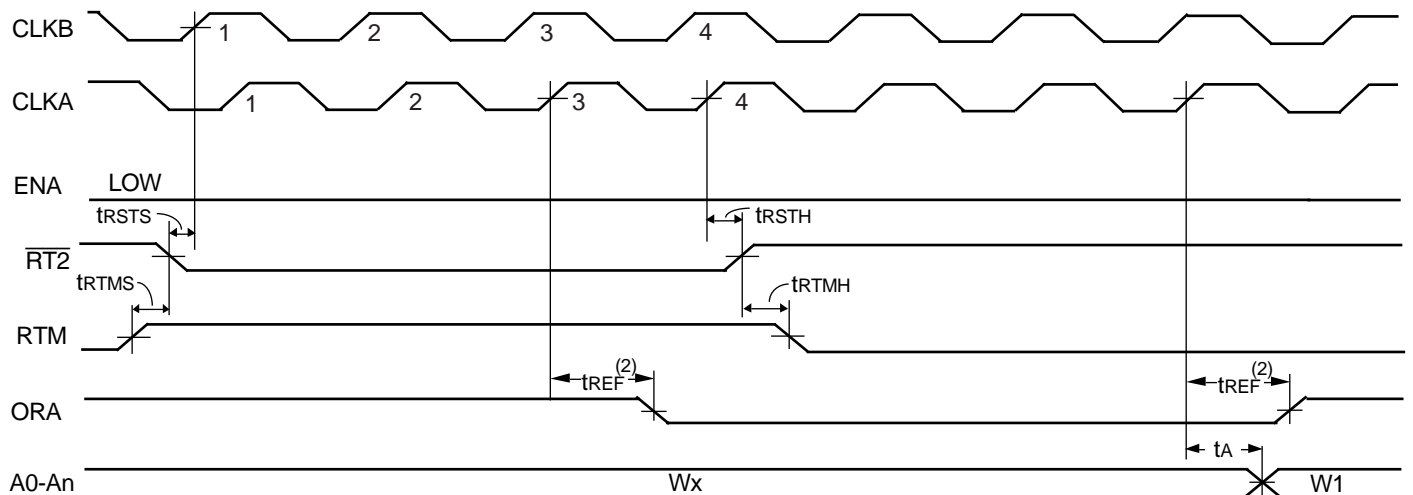 CLKB 1 2 3 4
CLKA 1 2 3 4
ENA LOW
tRSTS tRSTH
RT2
tRTMS tRTMH
RTM
tREF(2) tREF(2)
ORA
tA
A0-An Wx W1